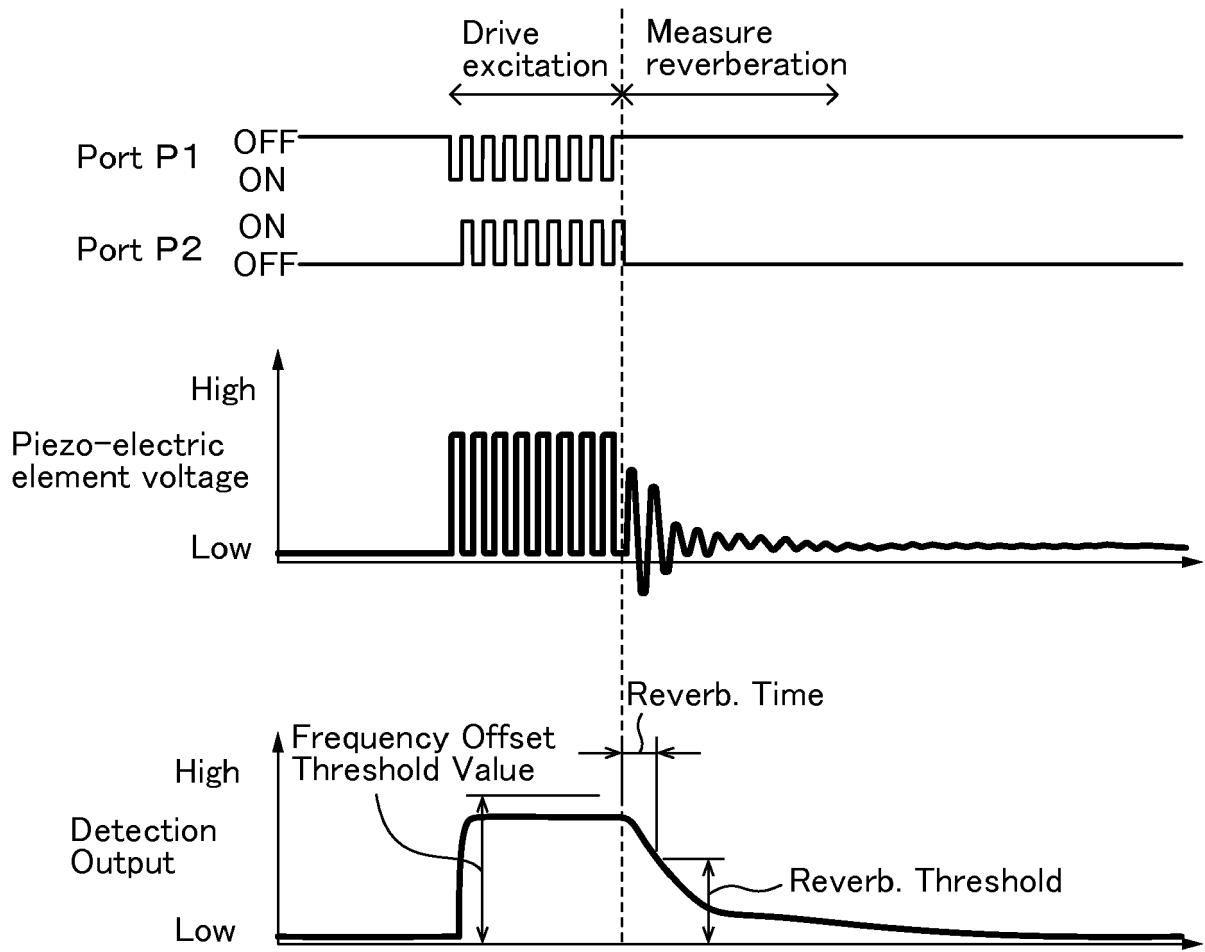 Drive
excitation
Measure
reverberation
Port P1
OFF
ON
Port P2
ON
OFF
High
Piezo-electric
element voltage
Low
Reverb. Time
Frequency Offset
Threshold Value
High
Detection
Output
Reverb. Threshold
Low